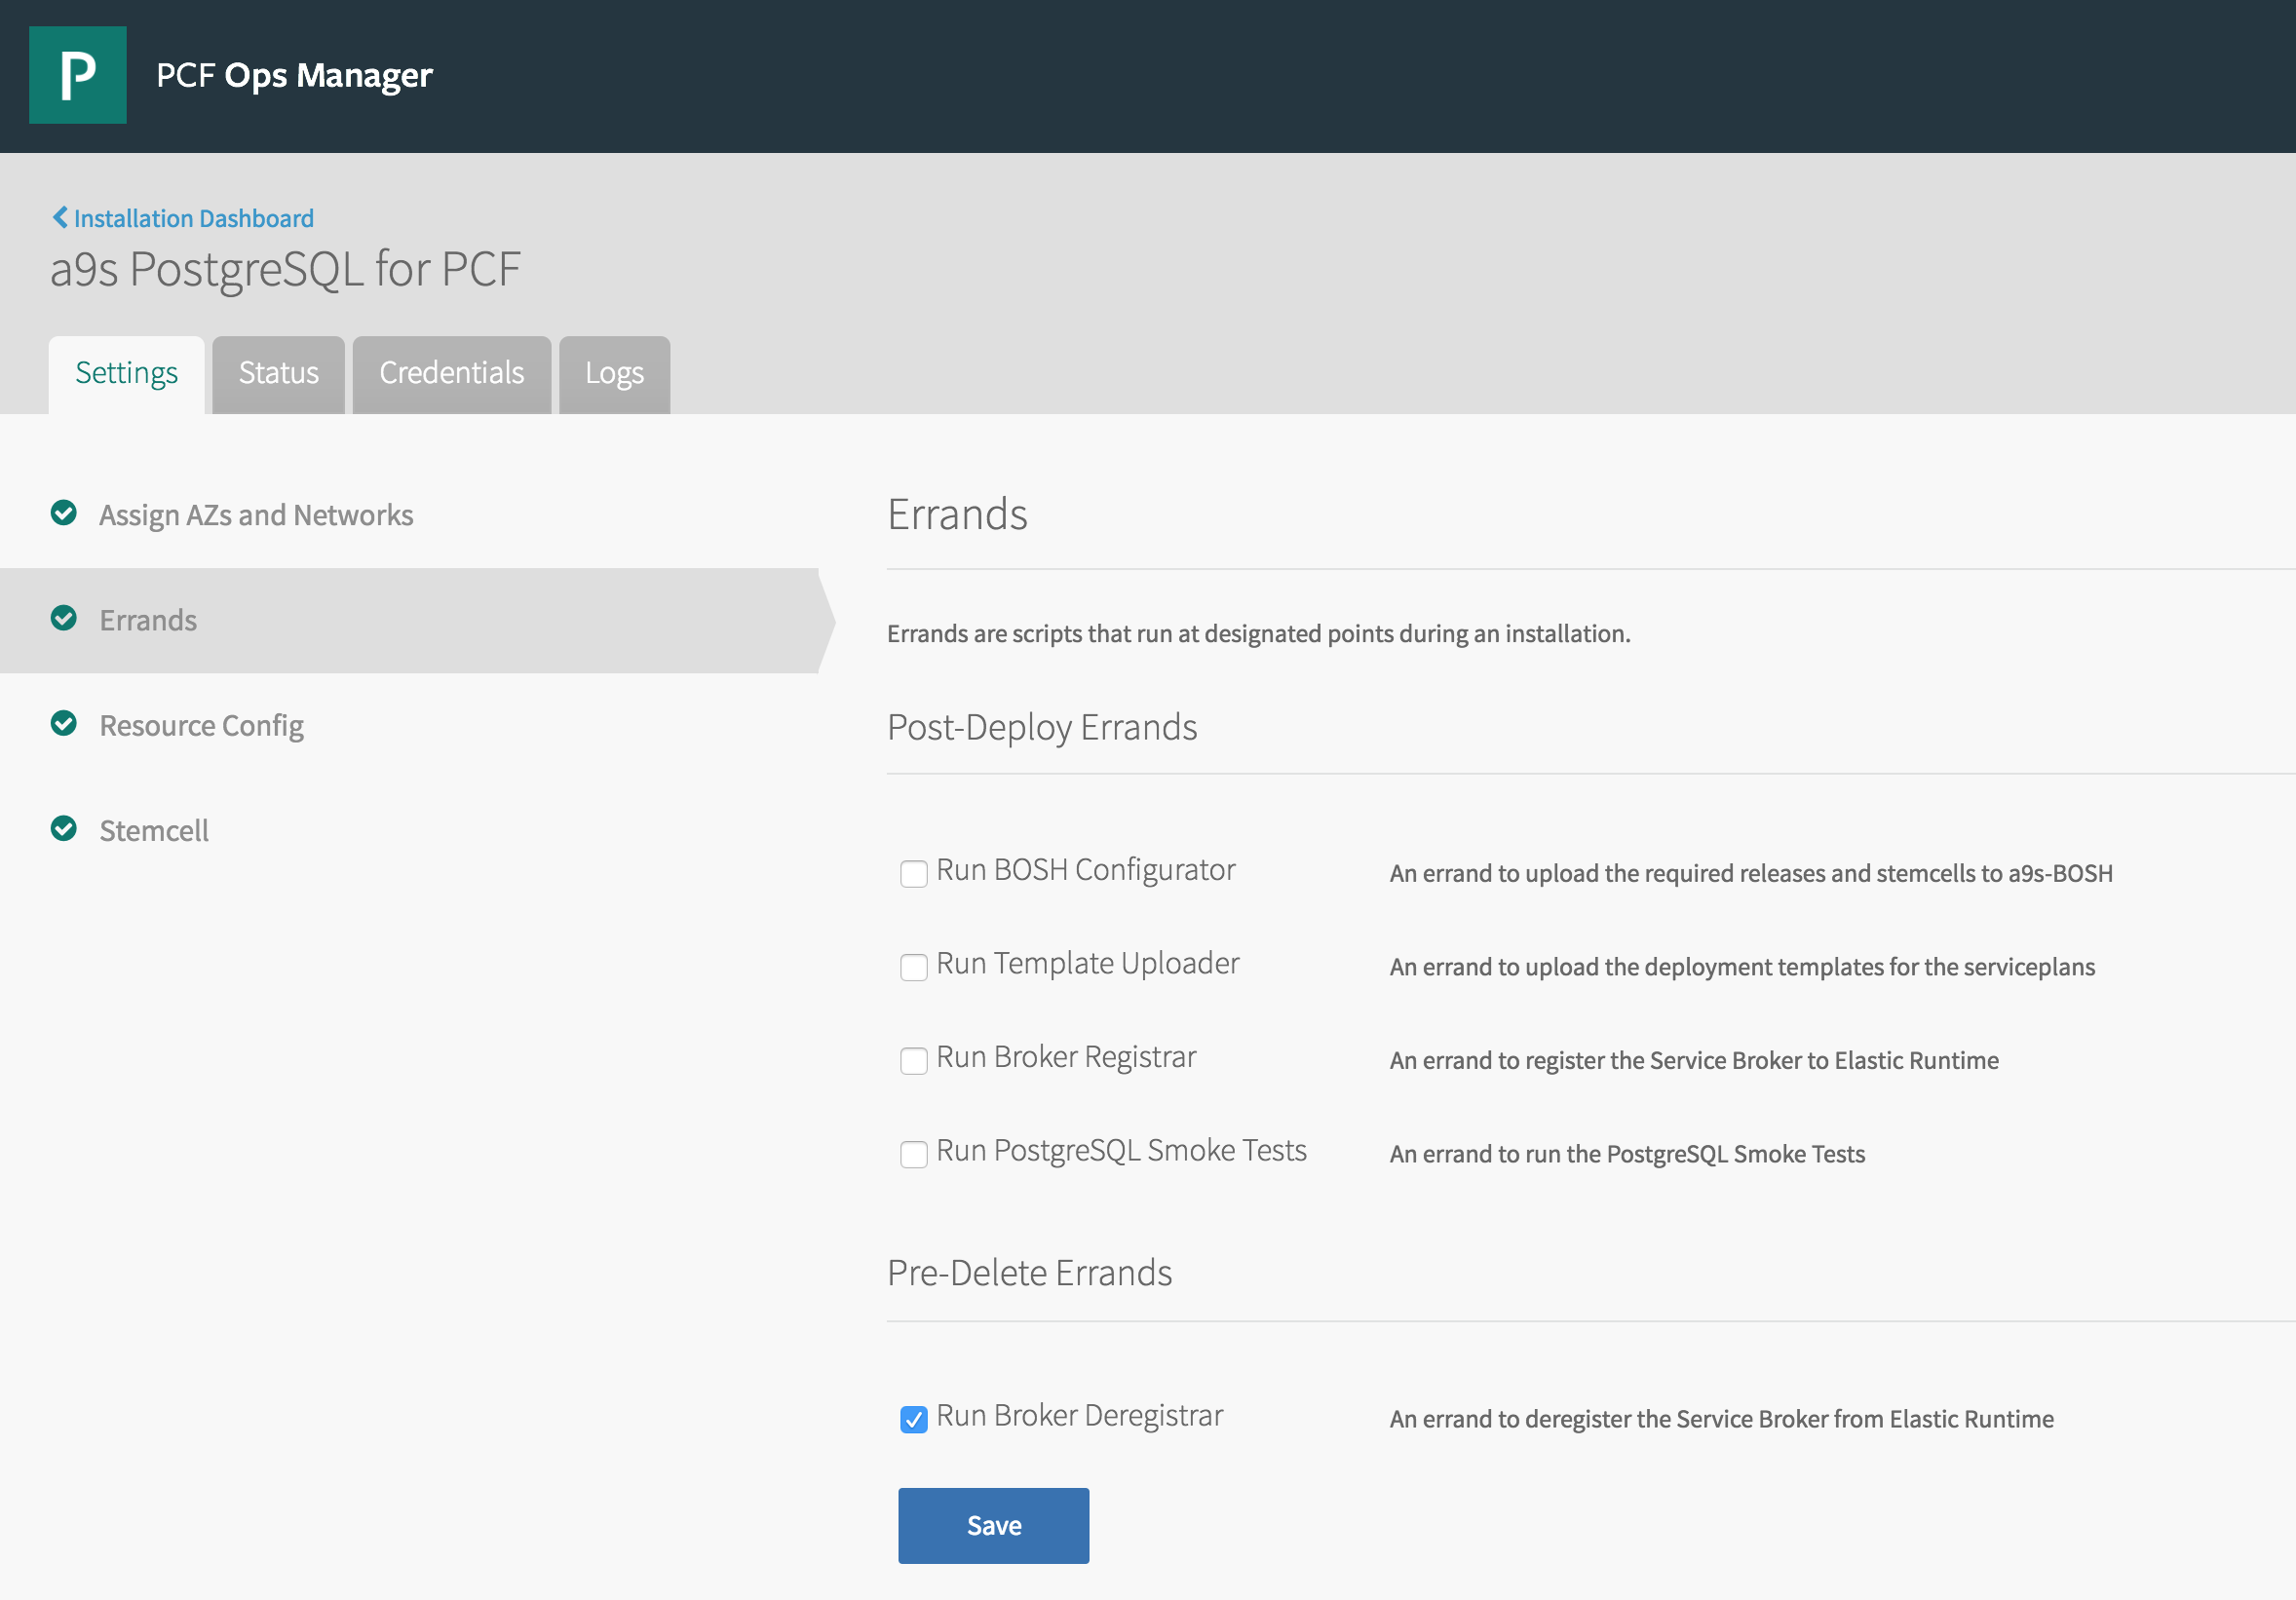 P
PCF Ops Manager
Installation Dashboard
a9s PostgreSQL for PCF
Settings
Status
Credentials
Logs
Assign AZs and Networks
Errands
Resource Config
Stemcell
Errands
Errands are scripts that run at designated points during an installation.
Post-Deploy Errands
Run BOSH Configurator
An errand to upload the required releases and stemcells to a9s-BOSH
Run Template Uploader
An errand to upload the deployment templates for the serviceplans
Run Broker Registrar
An errand to register the Service Broker to Elastic Runtime
Run PostgreSQL Smoke Tests
An errand to run the PostgreSQL Smoke Tests
Pre-Delete Errands
Run Broker Deregistrar
An errand to deregister the Service Broker from Elastic Runtime
Save